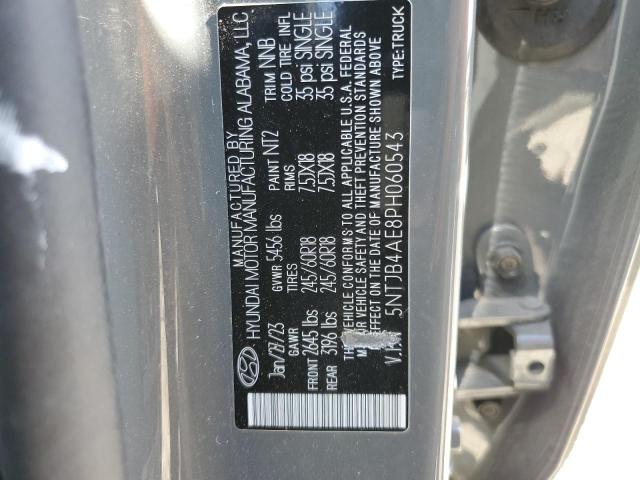 MANUFACTURED BY
HYUNDAI MOTOR MANUFACTURING ALABAMA, LLC
Jan/27/23 GVWR 5456 lbs PAINT NT2 TRIM NNB
GAWR TIRES RIMS COLD TIRE INFL
FRONT 2645 lbs 245/60R18 7.5JX18 35 psi SINGLE
REAR 3196 lbs 245/60R18 7.5JX18 35 psi SINGLE
THIS VEHICLE CONFORMS TO ALL APPLICABLE U.S.A. FEDERAL
MOTOR VEHICLE SAFETY AND THEFT PREVENTION STANDARDS
IN EFFECT ON THE DATE OF MANUFACTURE SHOWN ABOVE
V.I.N 5NTJB4AE8PH060543 TYPE:TRUCK